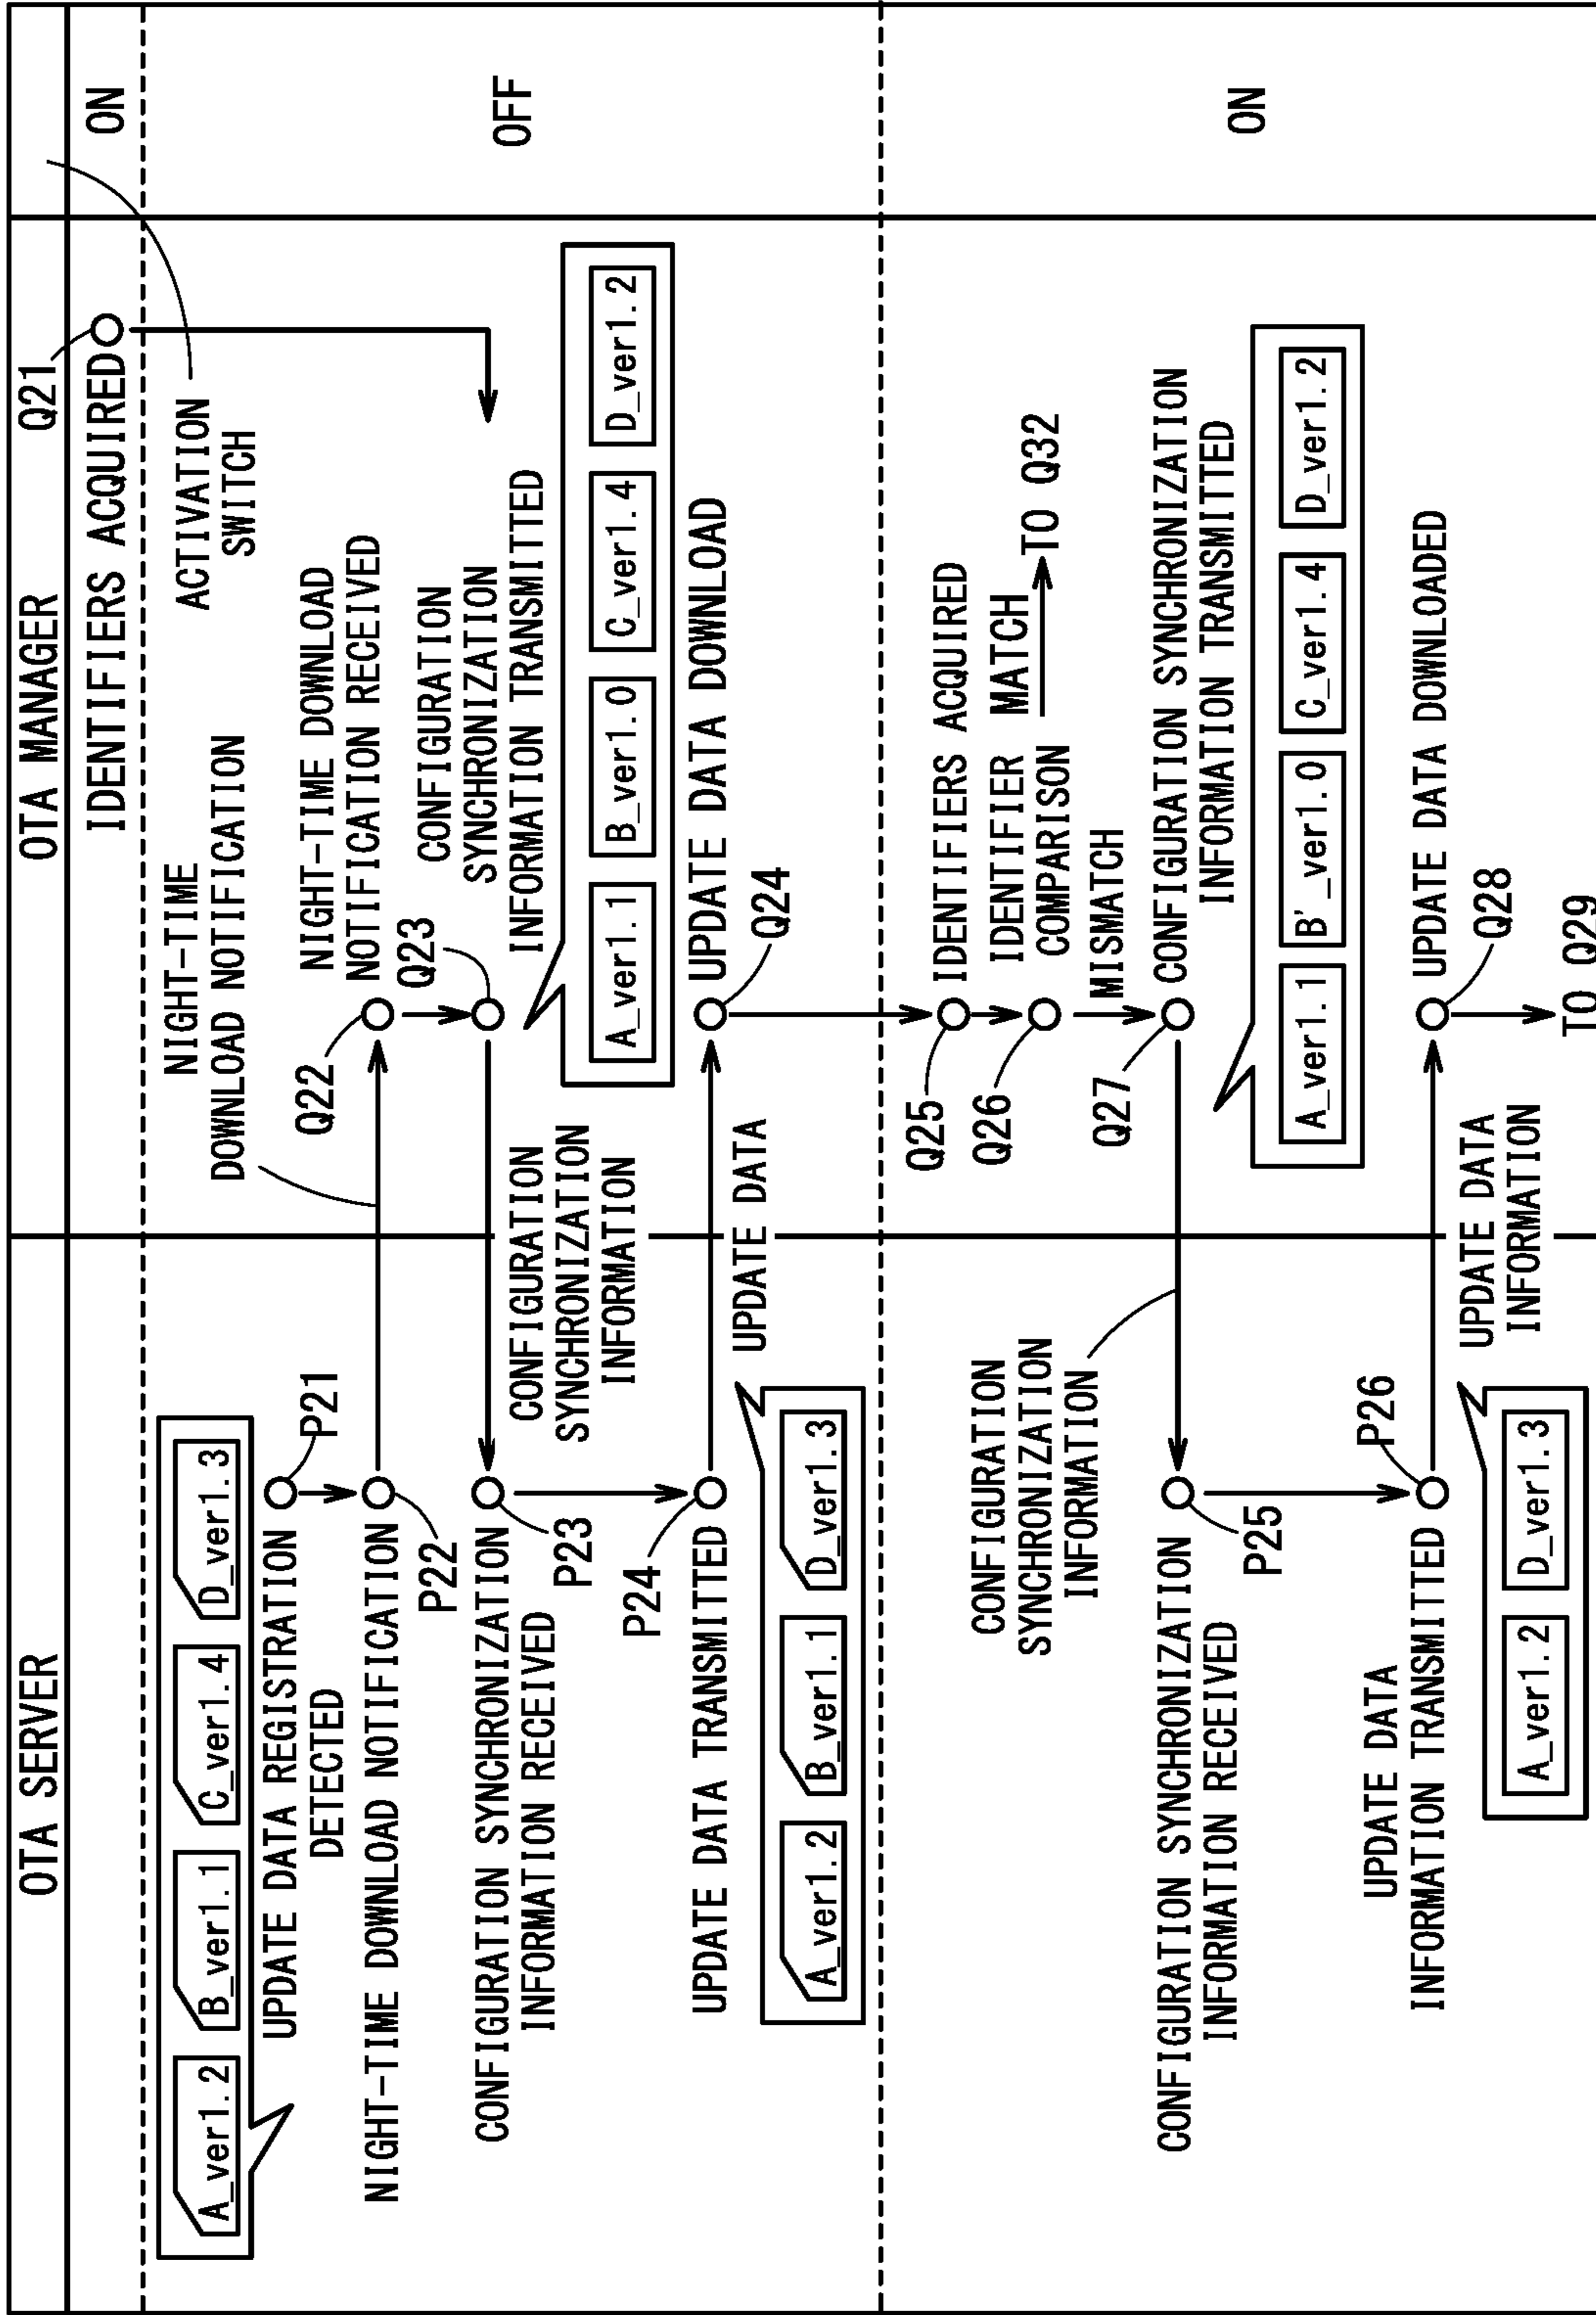 OTA SERVER
OTA MANAGER
Q21
IDENTIFIERS ACQUIRED
ON
ACTIVATION
SWITCH
A_ver1.2
B_ver1.1
C_ver1.4
D_ver1.3
UPDATE DATA REGISTRATION
DETECTED
P21
NIGHT-TIME
DOWNLOAD NOTIFICATION
NIGHT-TIME DOWNLOAD NOTIFICATION
P22
Q22
NIGHT-TIME DOWNLOAD
NOTIFICATION RECEIVED
Q23
OFF
CONFIGURATION SYNCHRONIZATION
INFORMATION RECEIVED
P23
CONFIGURATION
SYNCHRONIZATION
INFORMATION
CONFIGURATION
SYNCHRONIZATION
INFORMATION TRANSMITTED
A_ver1.1
B_ver1.0
C_ver1.4
D_ver1.2
P24
UPDATE DATA TRANSMITTED
UPDATE DATA
UPDATE DATA DOWNLOAD
Q24
A_ver1.2
B_ver1.1
D_ver1.3
Q25
IDENTIFIERS ACQUIRED
Q26
IDENTIFIER
COMPARISON
MATCH
TO Q32
MISMATCH
ON
CONFIGURATION
SYNCHRONIZATION
INFORMATION
Q27
CONFIGURATION SYNCHRONIZATION
INFORMATION TRANSMITTED
CONFIGURATION SYNCHRONIZATION
INFORMATION RECEIVED
P25
A_ver1.1
B'_ver1.0
C_ver1.4
D_ver1.2
P26
UPDATE DATA
INFORMATION TRANSMITTED
UPDATE DATA
INFORMATION
UPDATE DATA DOWNLOADED
Q28
A_ver1.2
D_ver1.3
TO Q29